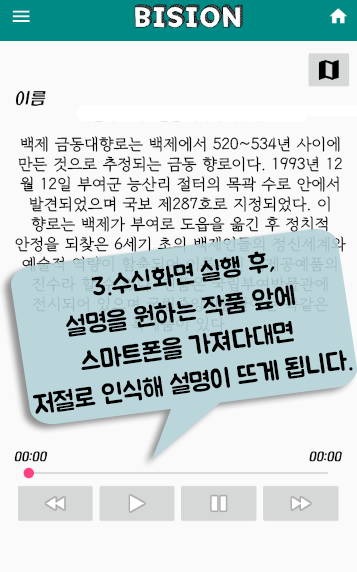 BISION
이름
백제 금동대향로는 백제에서 520~534년 사이에
만든 것으로 추정되는 금동 향로이다. 1993년 12
월 12일 부여군 능산리 절터의 목곽 수로 안에서
발견되었으며 국보 제287호로 지정되었다. 이
향로는 백제가 부여로 도읍을 옮긴 후 정치적
안정을 되찾은 6세기 초의 백제인들의 정신세계와
예술적 역량이 함축되어
진수라
전시되어 있으며
3.수신화면 실행 후,
설명을 원하는 작품 앞에
스마트폰을 가져다대면
저절로 인식해 설명이 뜨게 됩니다.
00:00 00:00